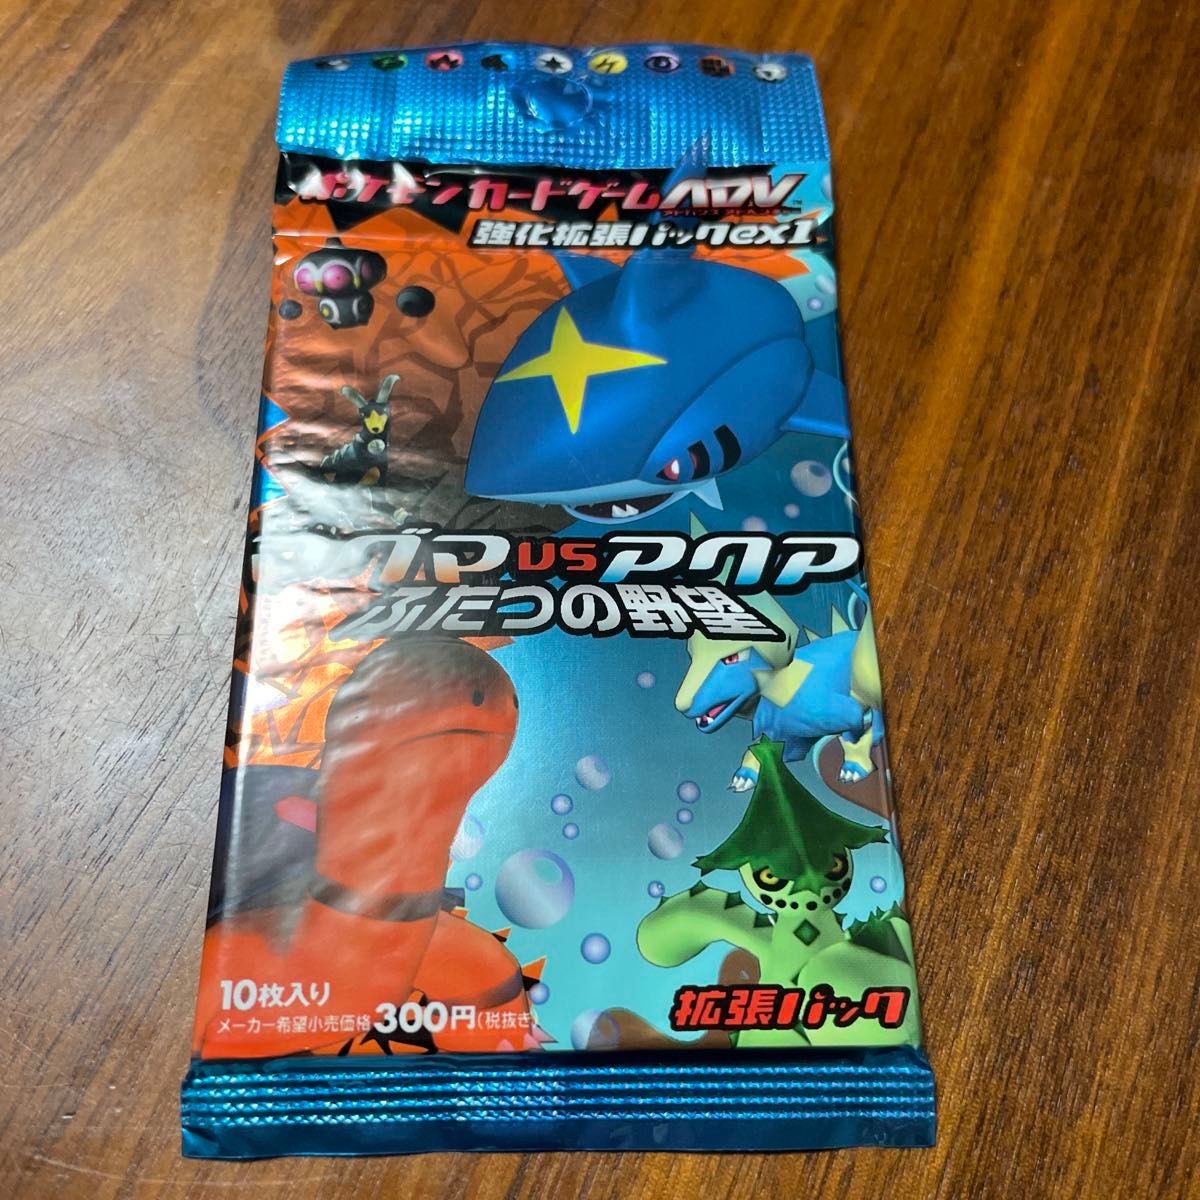 ポケモンカードゲームADV
強化拡張パックex1
マグマVSアクア
ふたつの野望
10枚入り
メーカー希望小売価格300円(税抜き)
拡張パック